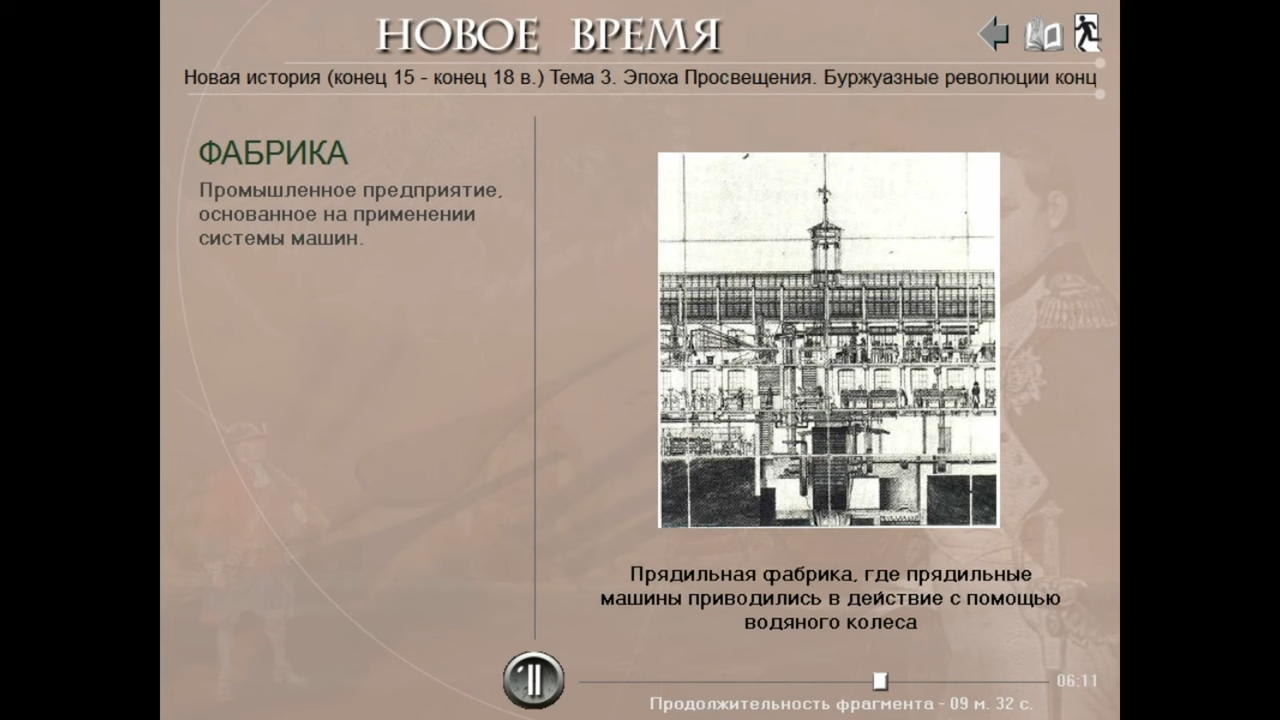 НОВОЕ ВРЕМЯ
Новая история (конец 15 - конец 18 в.) Тема 3. Эпоха Просвещения. Буржуазные революции конц
ФАБРИКА
Промышленное предприятие,
основанное на применении
системы машин.
Прядильная фабрика, где прядильные
машины приводились в действие с помощью
водяного колеса
06:11
Продолжительность фрагмента - 09 м. 32 с.